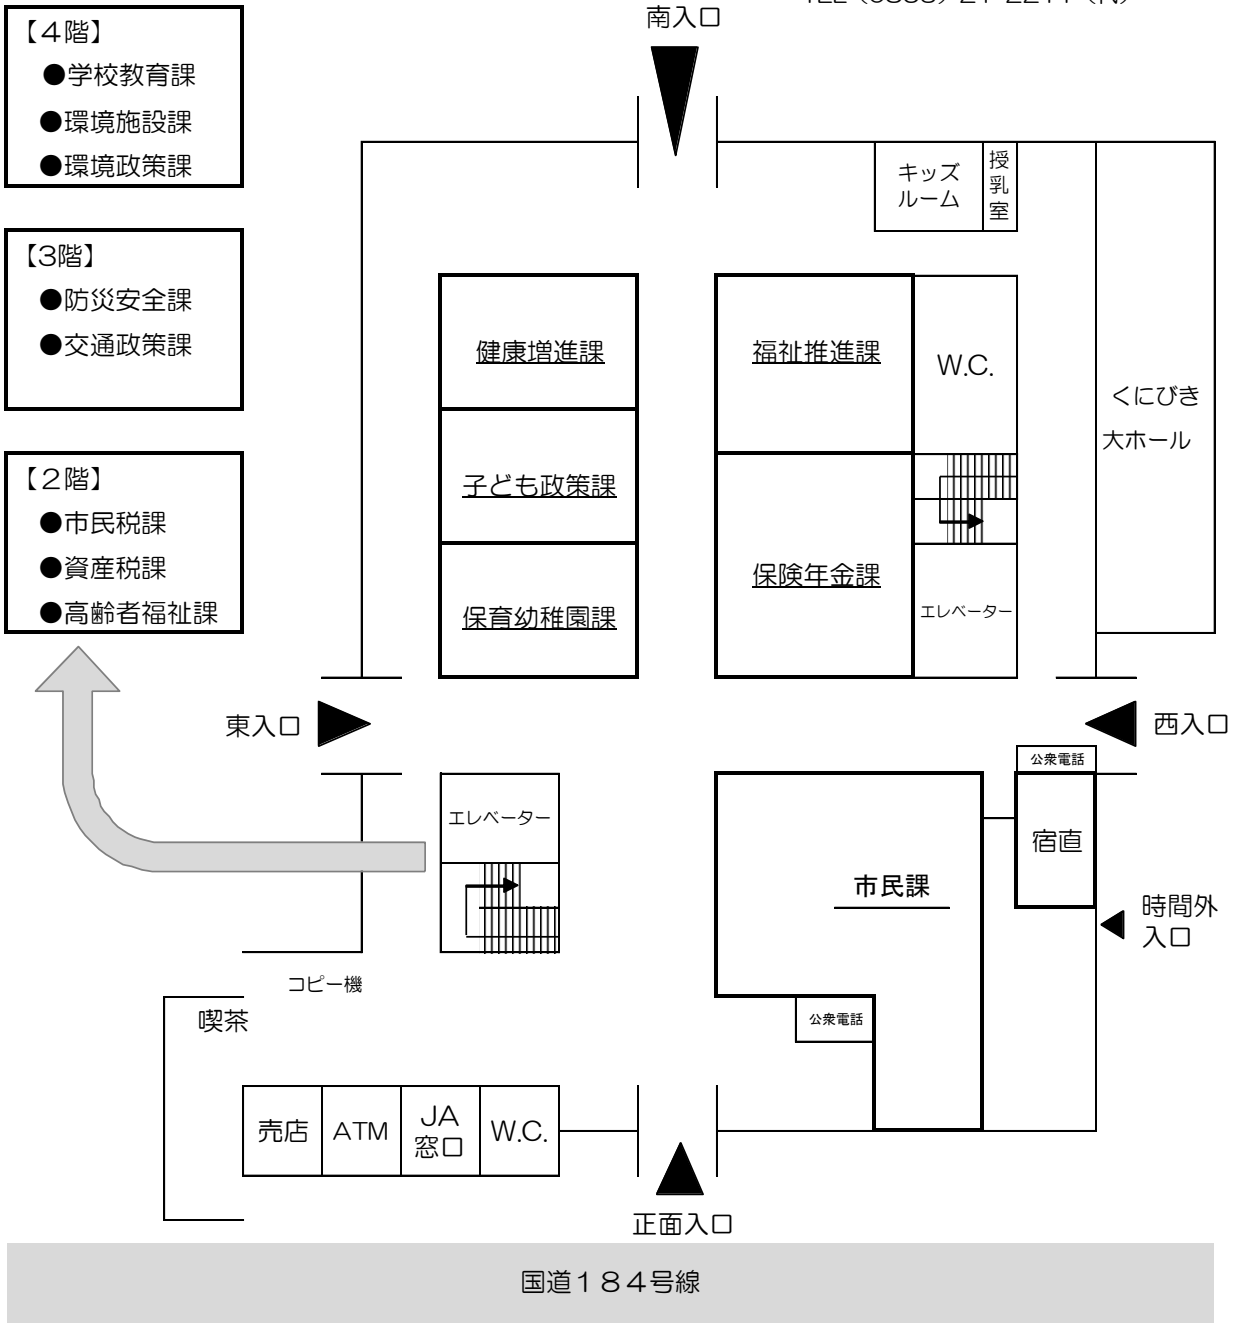 南入口
【４階】
●学校教育課
●環境施設課
●環境政策課
キッズ
ルーム
授
乳
室
【3階】
●防災安全課
●交通政策課
健康増進課
福祉推進課
W.C.
くにびき
大ホール
【２階】
●市民税課
●資産税課
●高齢者福祉課
子ども政策課
保険年金課
保育幼稚園課
エレベーター
東入口
西入口
公衆電話
エレベーター
宿直
市民課
時間外
入口
コピー機
喫茶
公衆電話
売店
ATM
JA
窓口
W.C.
正面入口
国道１８４号線